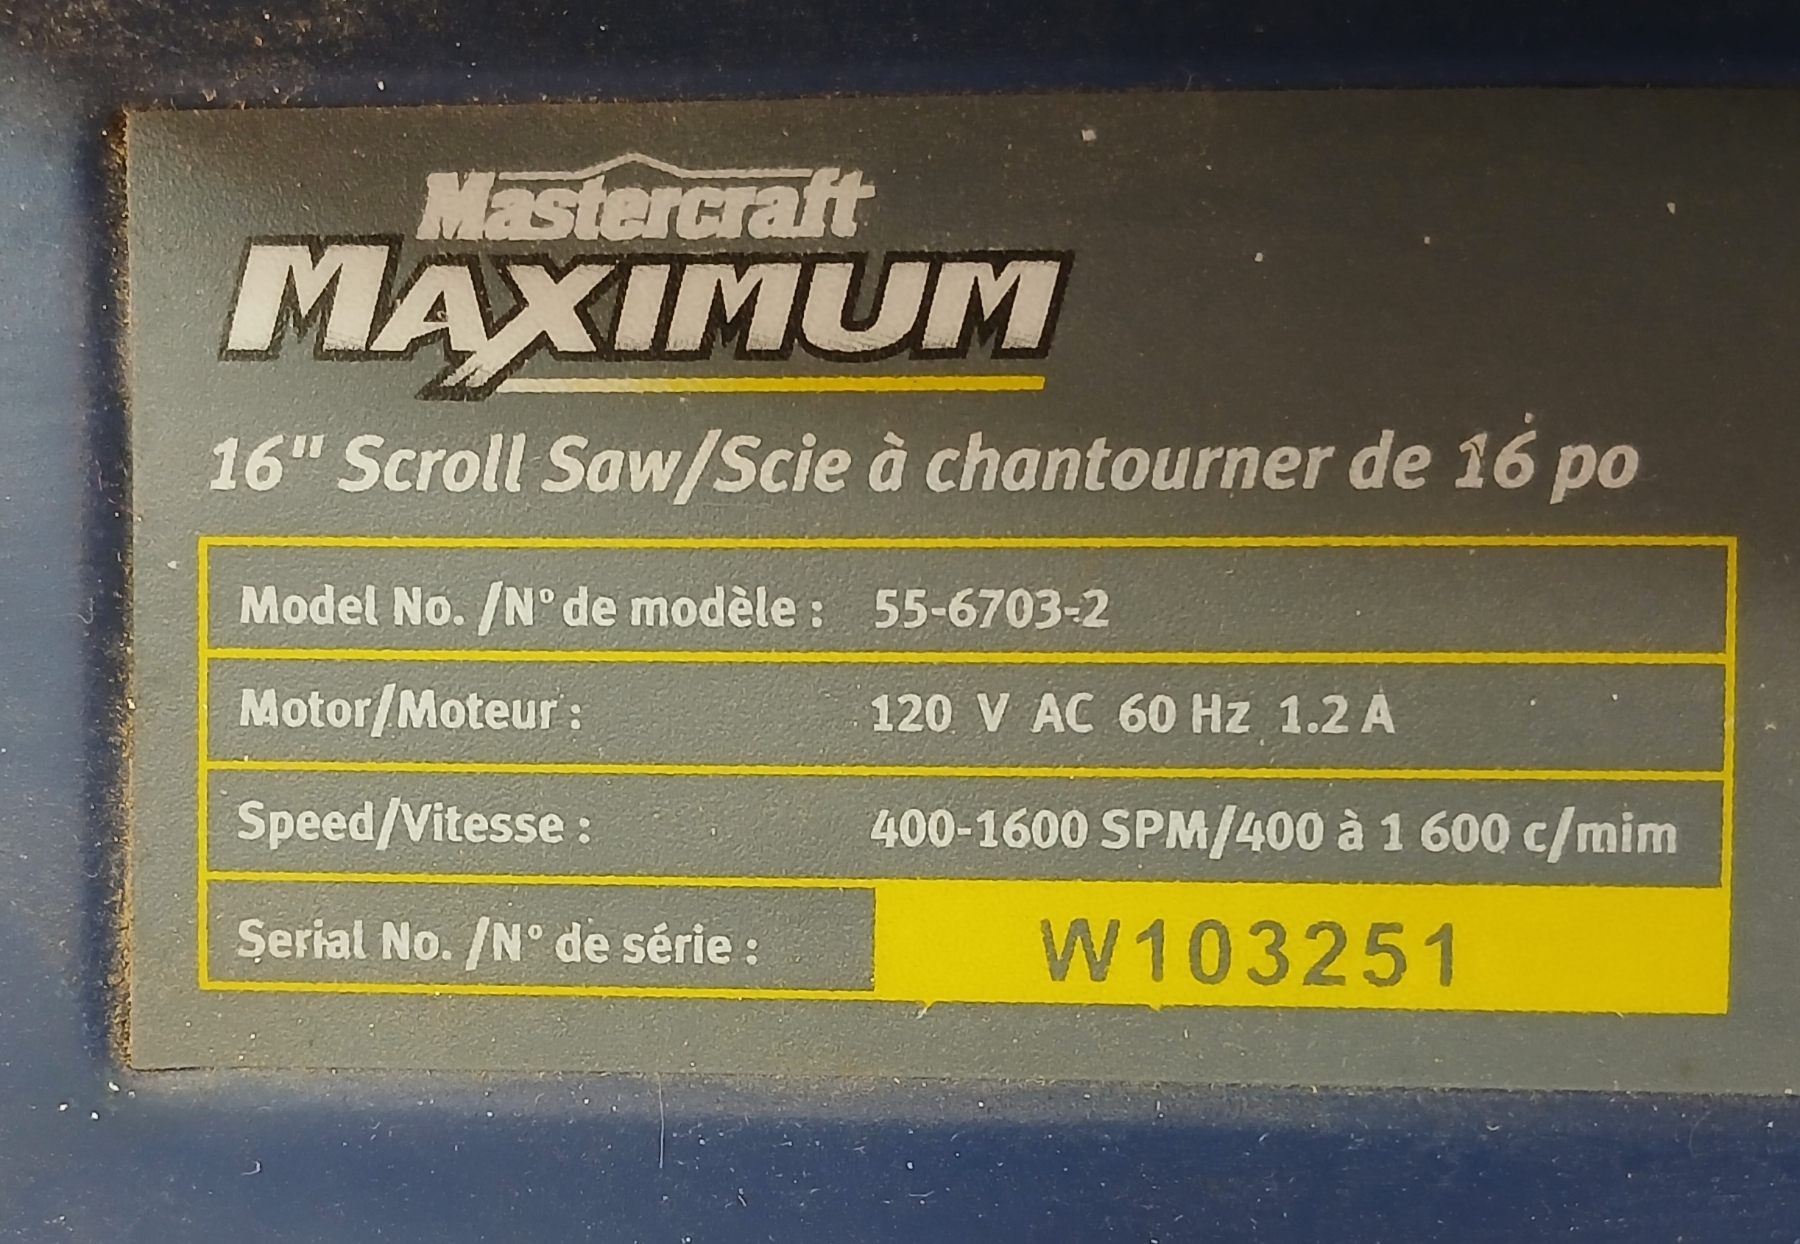 Mastercraft
MAXIMUM
16" Scroll Saw/Scie à chantourner de 16 po
Model No. /N° de modèle : 55-6703-2
Motor/Moteur : 120 V AC 60 Hz 1.2 A
Speed/Vitesse : 400-1600 SPM/400 à 1 600 c/mim
Serial No. /N° de série : W103251